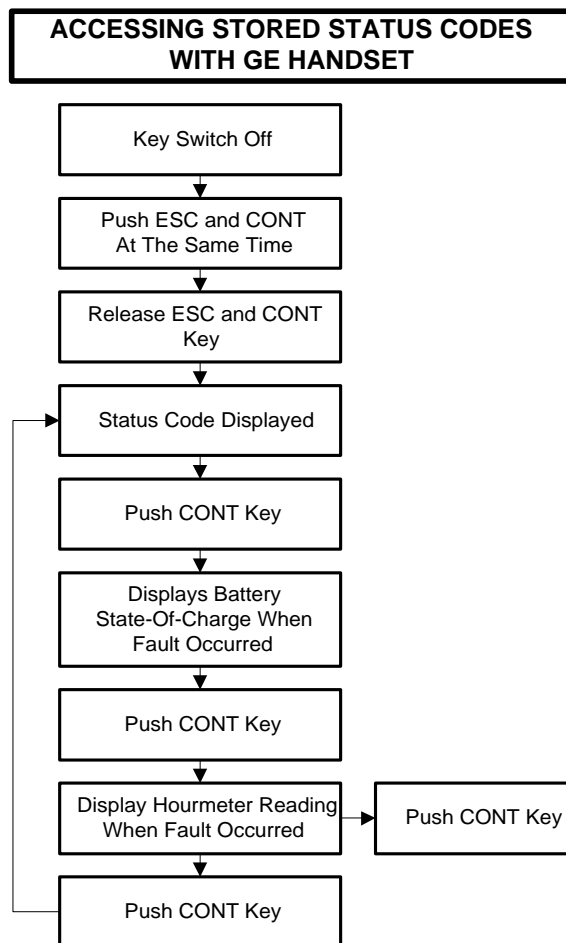 ACCESSING STORED STATUS CODES
WITH GE HANDSET
Key Switch Off
Push ESC and CONT
At The Same Time
Release ESC and CONT
Key
Status Code Displayed
Push CONT Key
Displays Battery
State-Of-Charge When
Fault Occurred
Push CONT Key
Display Hourmeter Reading
When Fault Occurred
Push CONT Key
Push CONT Key